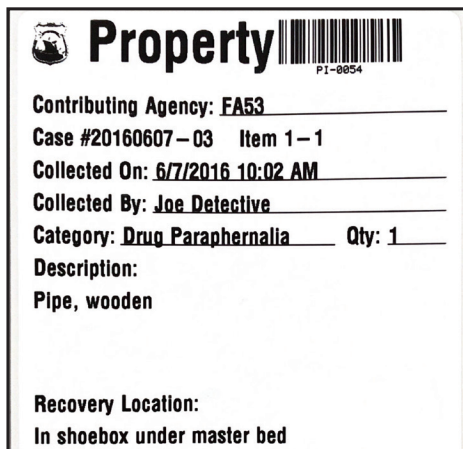 Property
PI-0054
Contributing Agency: FA53
Case #20160607–03 Item 1–1
Collected On: 6/7/2016 10:02 AM
Collected By: Joe Detective
Category: Drug Paraphernalia Qty: 1
Description:
Pipe, wooden
Recovery Location:
In shoebox under master bed